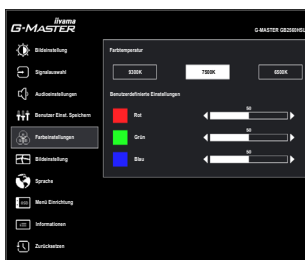 iiyama
G-MASTER
G-MASTER GB2560HSU
Bildeinstellung
Signalauswahl
Audioeinstellungen
Benutzer Einst. Speichern
Farbeinstellungen
Bildeinstellung
Sprache
Menü Einrichtung
Informationen
Zurücksetzen
Farbtemperatur
9300K
7500K
6500K
Benutzerdefinierte Einstellungen
Rot
50
Grün
50
Blau
50